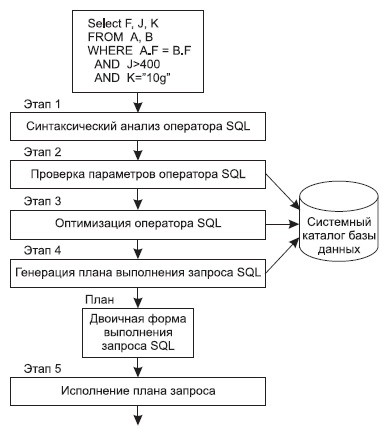 Select F, J, K
FROM A, B
WHERE A.F = B.F
AND J>400
AND K="10g"
Этап 1
Синтаксический анализ оператора SQL
Этап 2
Проверка параметров оператора SQL
Этап 3
Оптимизация оператора SQL
Системный
каталог базы
данных
Этап 4
Генерация плана выполнения запроса SQL
План
Двоичная форма
выполнения
запроса SQL
Этап 5
Исполнение плана запроса